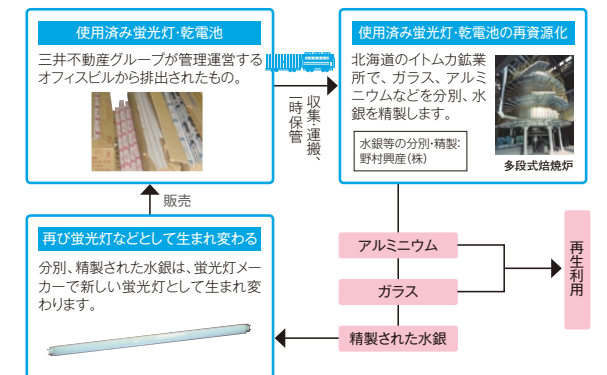 使用済み蛍光灯・乾電池
三井不動産グループが管理運営する
オフィスビルから排出されたもの。
収集・運搬、
一時保管
使用済み蛍光灯・乾電池の再資源化
北海道のイトムカ鉱業
所で、ガラス、アルミ
ニウムなどを分別、水
銀を精製します。
水銀等の分別・精製:
野村興産(株)
多段式焙焼炉
販売
再び蛍光灯などとして生まれ変わる
分別、精製された水銀は、蛍光灯メー
カーで新しい蛍光灯として生まれ変
わります。
アルミニウム
ガラス
精製された水銀
再生利用